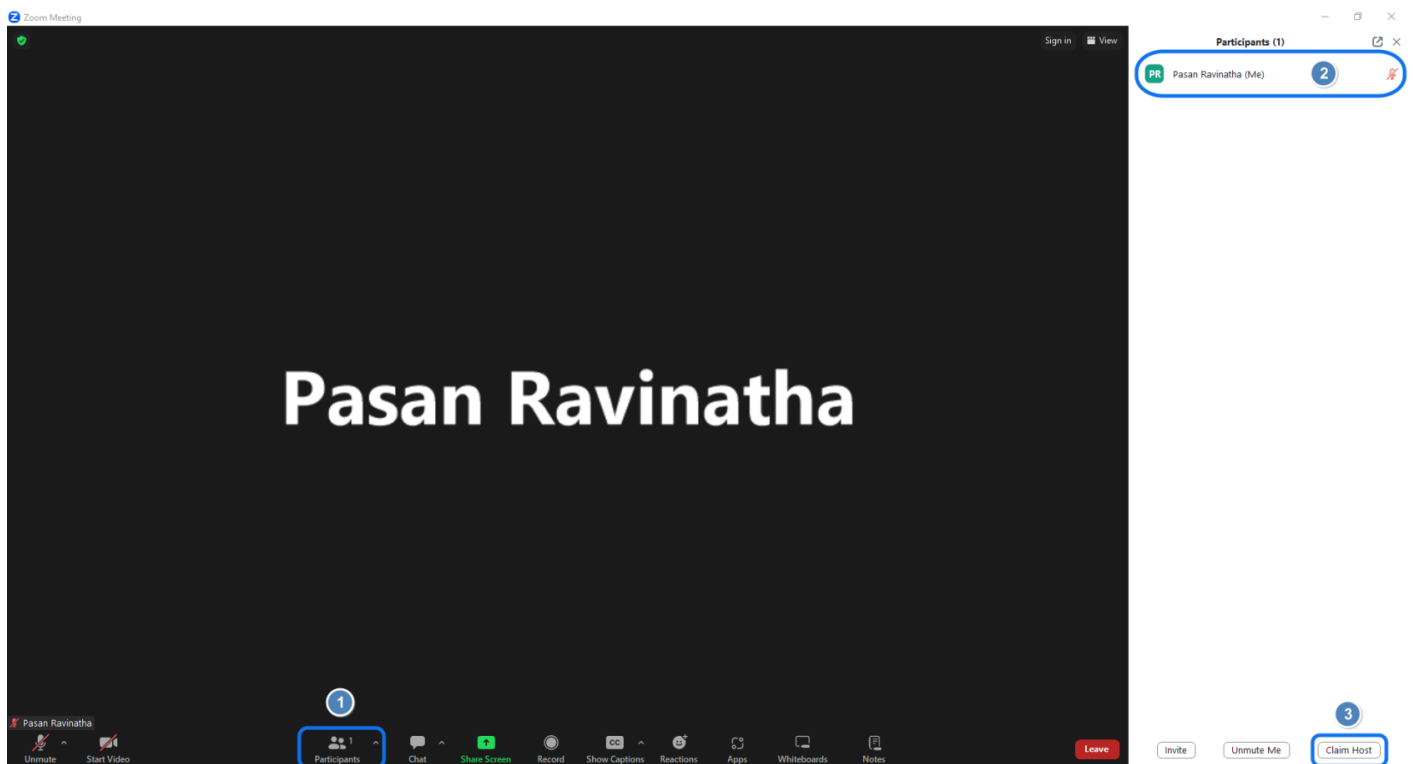 Zoom Meeting
Sign in View
Participants (1)
PR Pasan Ravinatha (Me) 2
Pasan Ravinatha
1
3
Pasan Ravinatha
Unmute Start Video Participants 1 Chat Share Screen Record CC Show Captions Reactions Apps Whiteboards Notes Leave
Invite Unmute Me Claim Host